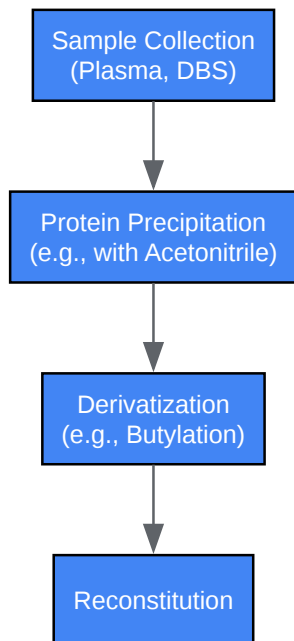 Sample Collection
(Plasma, DBS)
Protein Precipitation
(e.g., with Acetonitrile)
Derivatization
(e.g., Butylation)
Reconstitution